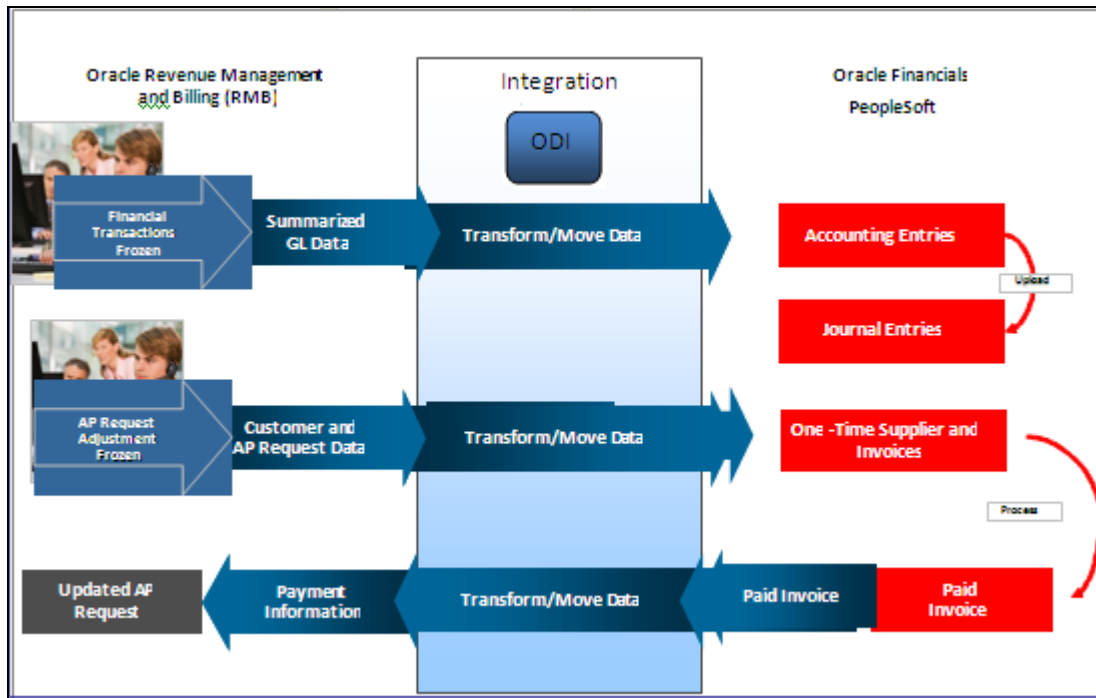 Oracle Revenue Management
and Billing (RMB)
Integration
Oracle Financials
PeopleSoft
ODI
Financial
Transactions
Frozen
Summarized
GL Data
Transform/Move Data
Accounting Entries
Upload
Journal Entries
AP Request
Adjustment
Frozen
Customer and
AP Request Data
Transform/Move Data
One -Time Supplier and
Invoices
Process
Updated AP
Request
Payment
Information
Transform/Move Data
Paid Invoice
Paid
Invoice